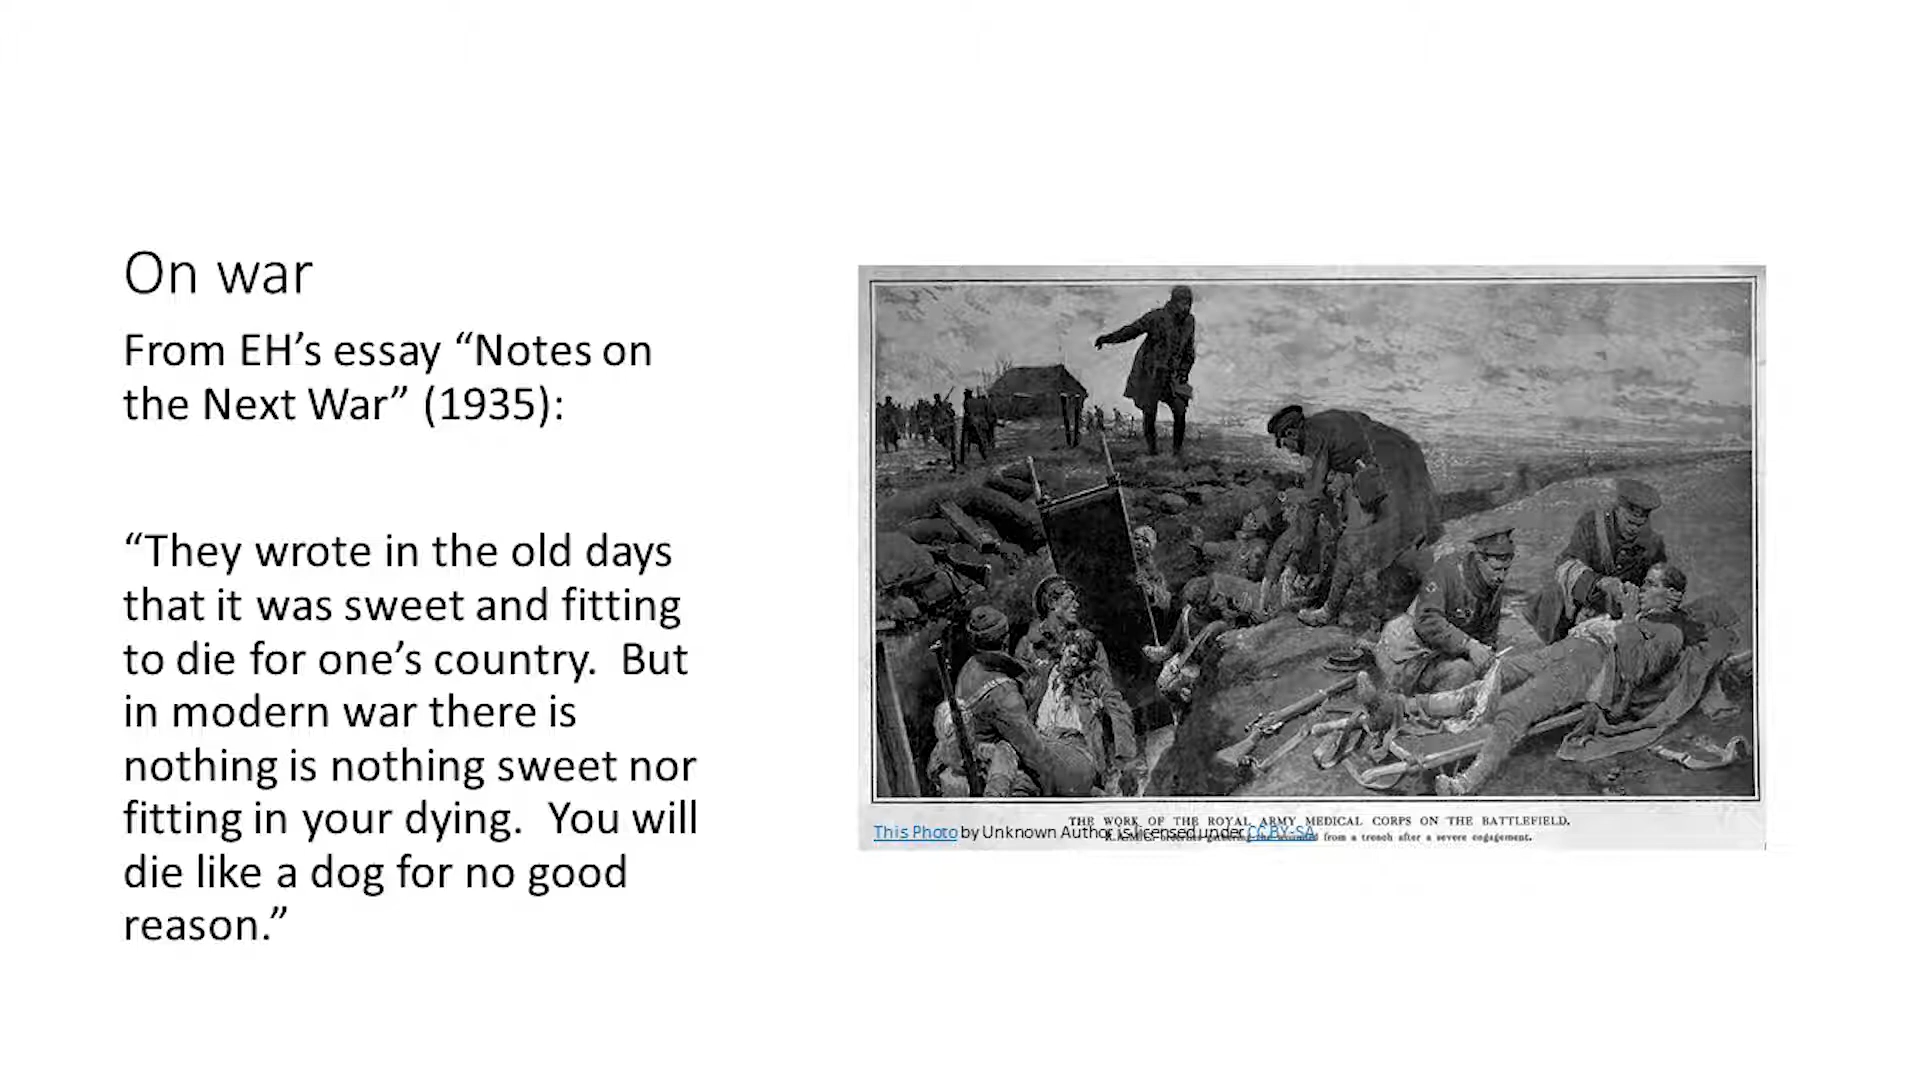 On war
From EH’s essay “Notes on
the Next War” (1935):
“They wrote in the old days
that it was sweet and fitting
to die for one’s country.  But
in modern war there is
nothing is nothing sweet nor
fitting in your dying.  You will
die like a dog for no good
reason.”
THE WORK OF THE ROYAL ARMY MEDICAL CORPS ON THE BATTLEFIELD.
This Photo by Unknown Author is licensed under CC BY-SA
from a trench after a severe engagement.